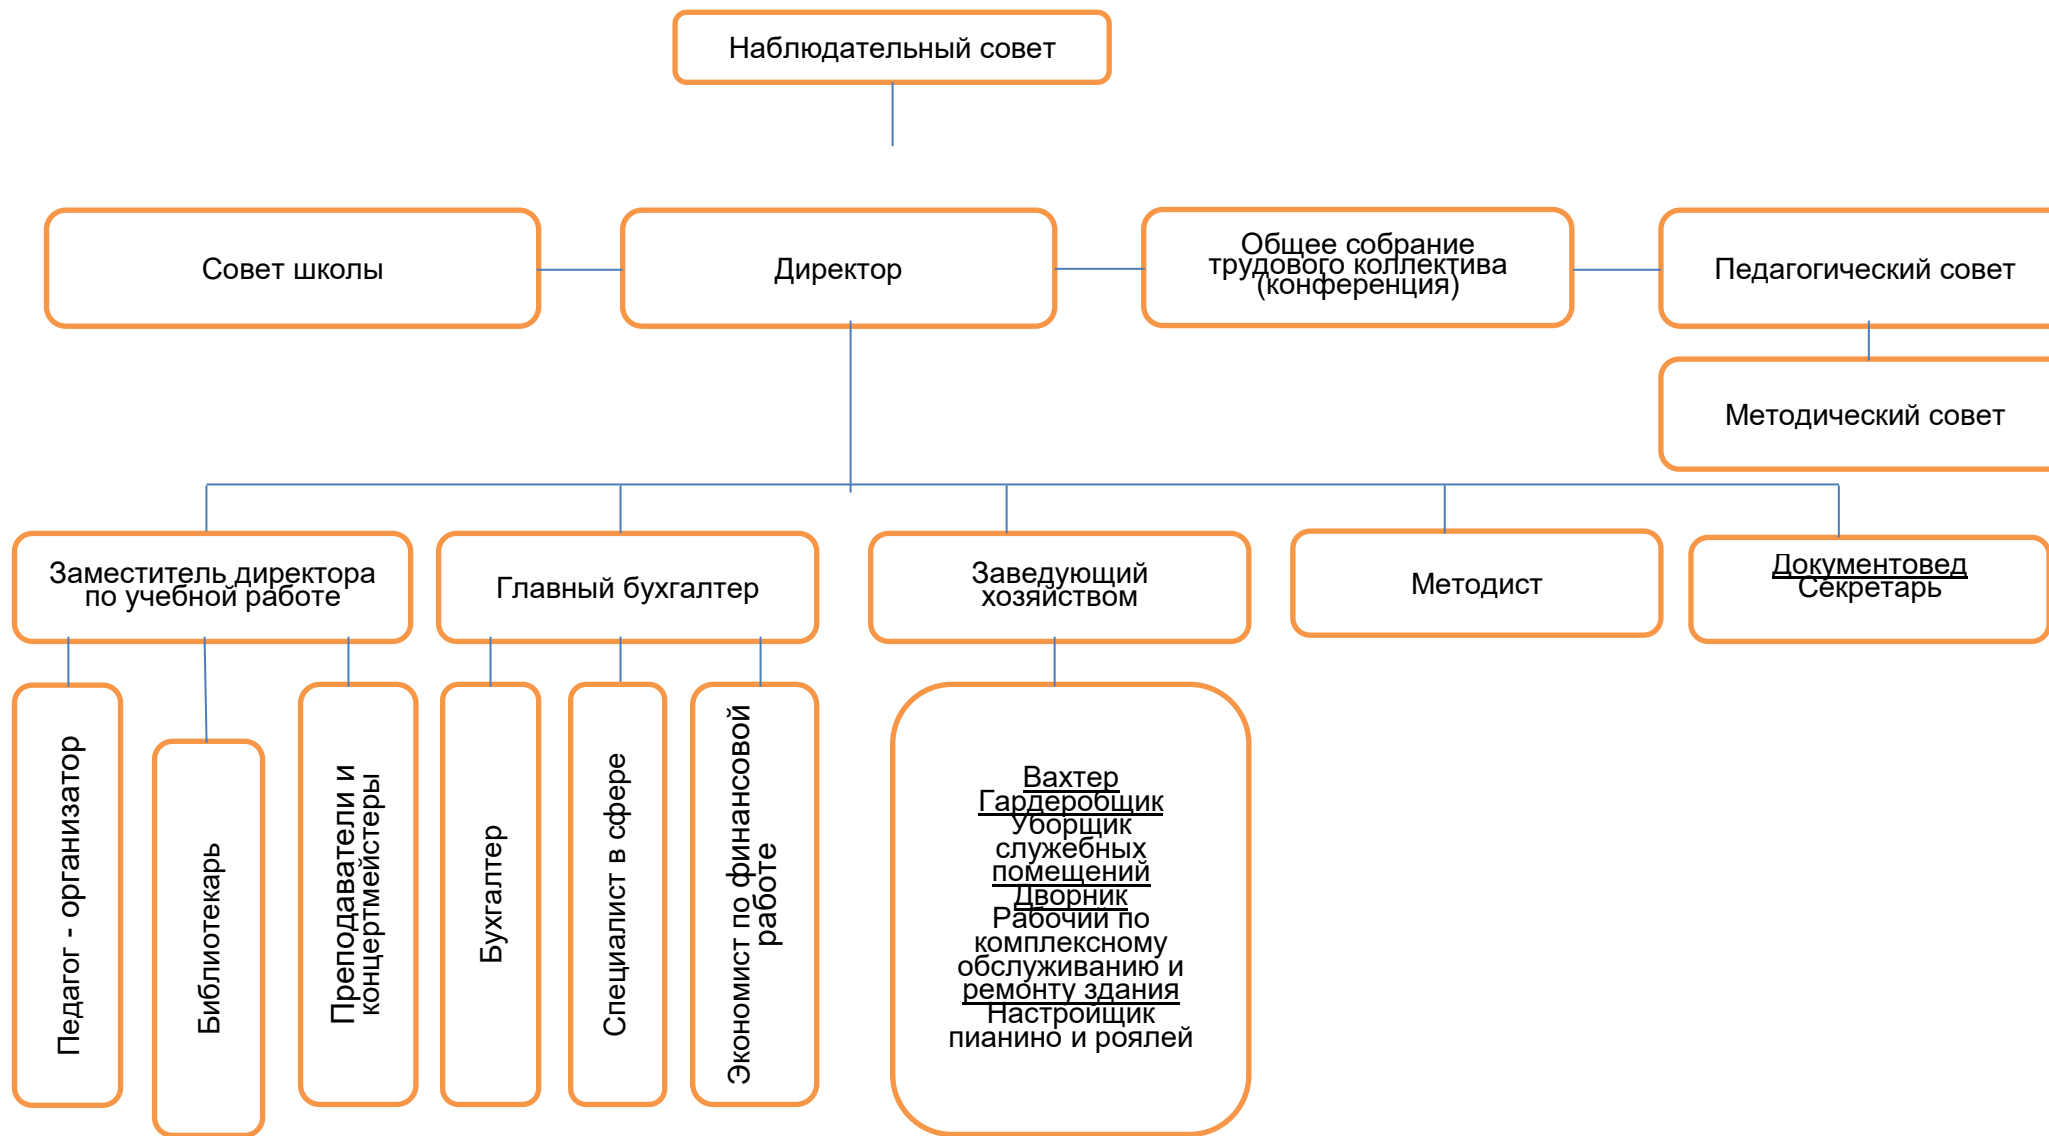 Наблюдательный совет
Совет школы
Директор
Общее собрание
трудового коллектива
(конференция)
Педагогический совет
Методический совет
Заместитель директора
по учебной работе
Главный бухгалтер
Заведующий
хозяйством
Методист
Документовед
Секретарь
Педагог - организатор
Библиотекарь
Преподаватели и
концертмейстеры
Бухгалтер
Специалист в сфере
Экономист по финансовой
работе
Вахтер
Гардеробщик
Уборщик
служебных
помещений
Дворник
Рабочий по
комплексному
обслуживанию и
ремонту здания
Настройщик
пианино и роялей